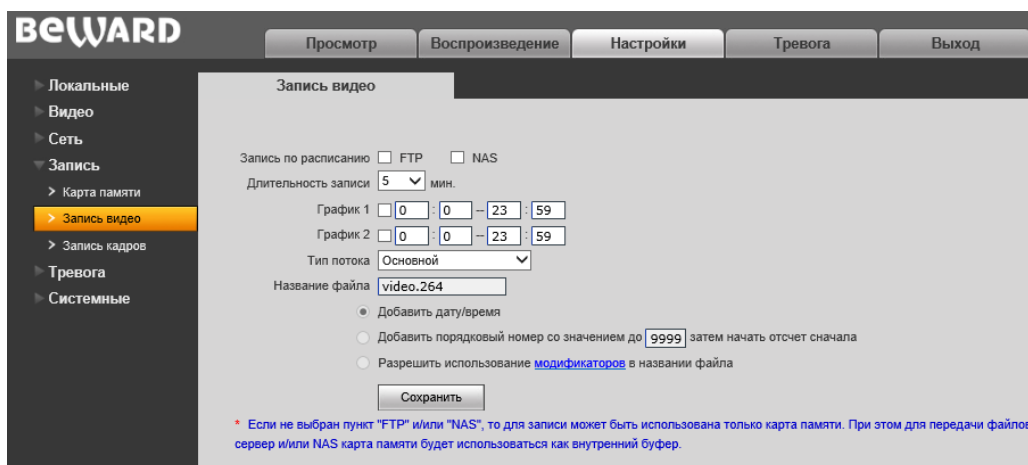 BEWARD
Просмотр Воспроизведение Настройки Тревога Выход
Локальные
Видео
Сеть
Запись
> Карта памяти
> Запись видео
> Запись кадров
Тревога
Системные
Запись видео
Запись по расписанию FTP NAS
Длительность записи 5 мин.
График 1 0 : 0 -- 23 : 59
График 2 0 : 0 -- 23 : 59
Тип потока Основной
Название файла video.264
Добавить дату/время
Добавить порядковый номер со значением до 9999 затем начать отсчет сначала
Разрешить использование модификаторов в названии файла
Сохранить
* Если не выбран пункт "FTP" и/или "NAS", то для записи может быть использована только карта памяти. При этом для передачи файлов
сервер и/или NAS карта памяти будет использоваться как внутренний буфер.